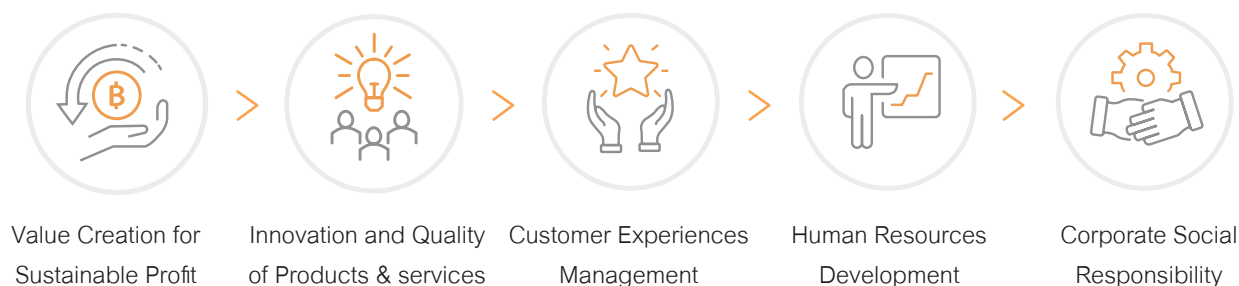 ฿
Value Creation for
Sustainable Profit
Innovation and Quality
of Products & services
Customer Experiences
Management
Human Resources
Development
Corporate Social
Responsibility